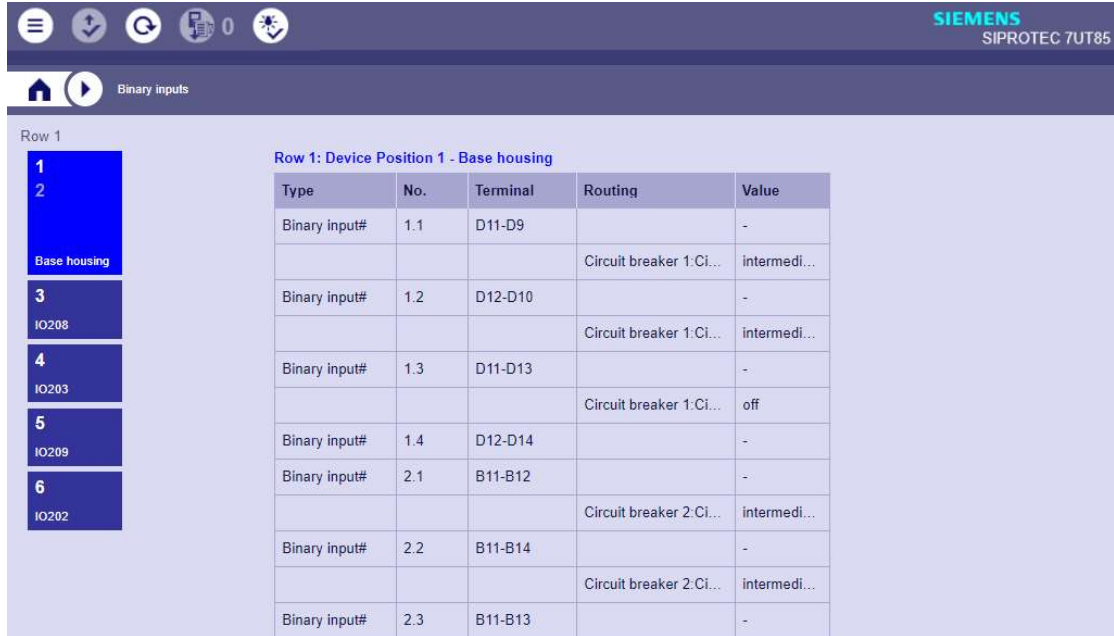 0
SIEMENS
SIPROTEC 7UT85
Binary inputs
Row 1
1
2
Base housing
3
IO208
4
IO203
5
IO209
6
IO202
Row 1: Device Position 1 - Base housing
Type No. Terminal Routing Value
Binary input# 1.1 D11-D9 -
Circuit breaker 1:Ci... intermedi...
Binary input# 1.2 D12-D10 -
Circuit breaker 1:Ci... intermedi...
Binary input# 1.3 D11-D13 -
Circuit breaker 1:Ci... off
Binary input# 1.4 D12-D14 -
Binary input# 2.1 B11-B12 -
Circuit breaker 2:Ci... intermedi...
Binary input# 2.2 B11-B14 -
Circuit breaker 2:Ci... intermedi...
Binary input# 2.3 B11-B13 -